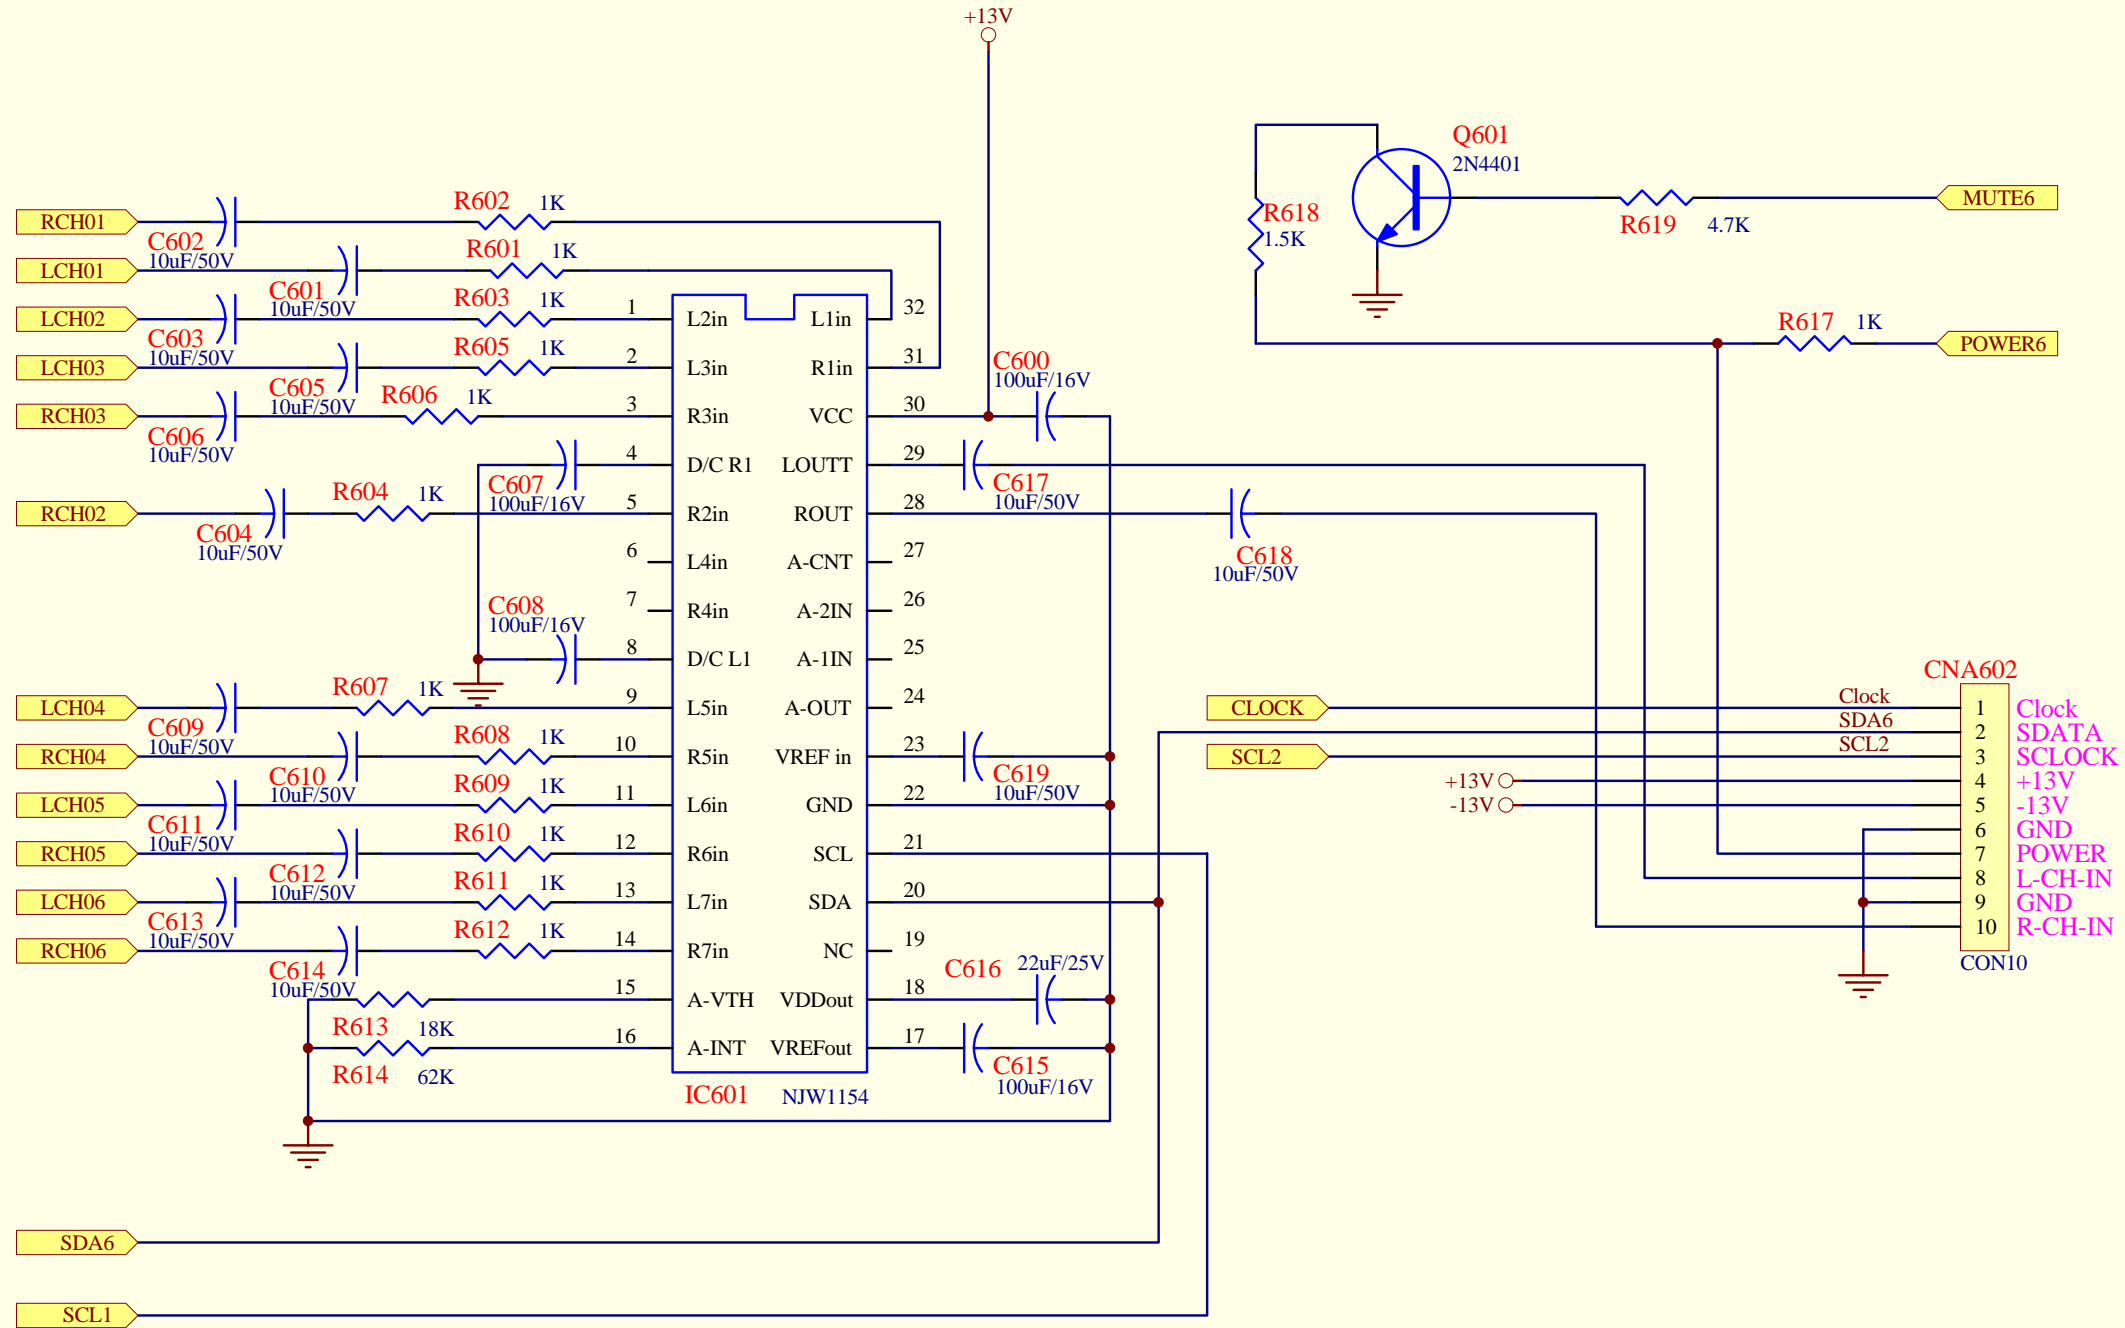 +13V
Q601
2N4401
RCH01
C602
10uF/50V
R602
1K
LCH01
C601
10uF/50V
R601
1K
LCH02
C603
10uF/50V
R603
1K
LCH03
C605
10uF/50V
R605
1K
RCH03
C606
10uF/50V
R606
1K
RCH02
C604
10uF/50V
R604
1K
C607
100uF/16V
C608
100uF/16V
LCH04
C609
10uF/50V
R607
1K
RCH04
C610
10uF/50V
R608
1K
LCH05
C611
10uF/50V
R609
1K
RCH05
C612
10uF/50V
R610
1K
LCH06
C613
10uF/50V
R611
1K
RCH06
C614
10uF/50V
R612
1K
R613
18K
R614
62K
SDA6
SCL1
1 L2in
2 L3in
3 R3in
4 D/C R1
5 R2in
6 L4in
7 R4in
8 D/C L1
9 L5in
10 R5in
11 L6in
12 R6in
13 L7in
14 R7in
15 A-VTH
16 A-INT
L1in 32
R1in 31
VCC 30
LOUTT 29
ROUT 28
A-CNT 27
A-2IN 26
A-1IN 25
A-OUT 24
VREF in 23
GND 22
SCL 21
SDA 20
NC 19
VDDout 18
VREFout 17
IC601
NJW1154
C600
100uF/16V
C617
10uF/50V
C618
10uF/50V
C619
10uF/50V
C616
22uF/25V
C615
100uF/16V
R618
1.5K
R619
4.7K
MUTE6
R617
1K
POWER6
CLOCK
SCL2
+13V
-13V
Clock
SDA6
SCL2
CNA602
1 Clock
2 SDATA
3 SCLOCK
4 +13V
5 -13V
6 GND
7 POWER
8 L-CH-IN
9 GND
10 R-CH-IN
CON10